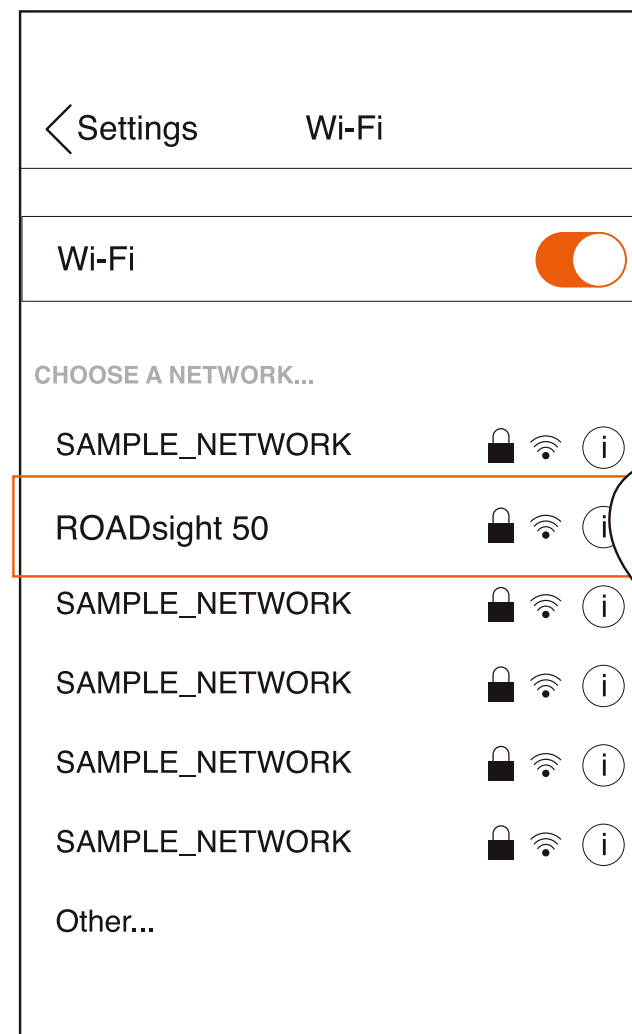 Settings Wi-Fi
Wi-Fi
CHOOSE A NETWORK...
SAMPLE_NETWORK i
ROADsight 50 i
SAMPLE_NETWORK i
SAMPLE_NETWORK i
SAMPLE_NETWORK i
SAMPLE_NETWORK i
Other...